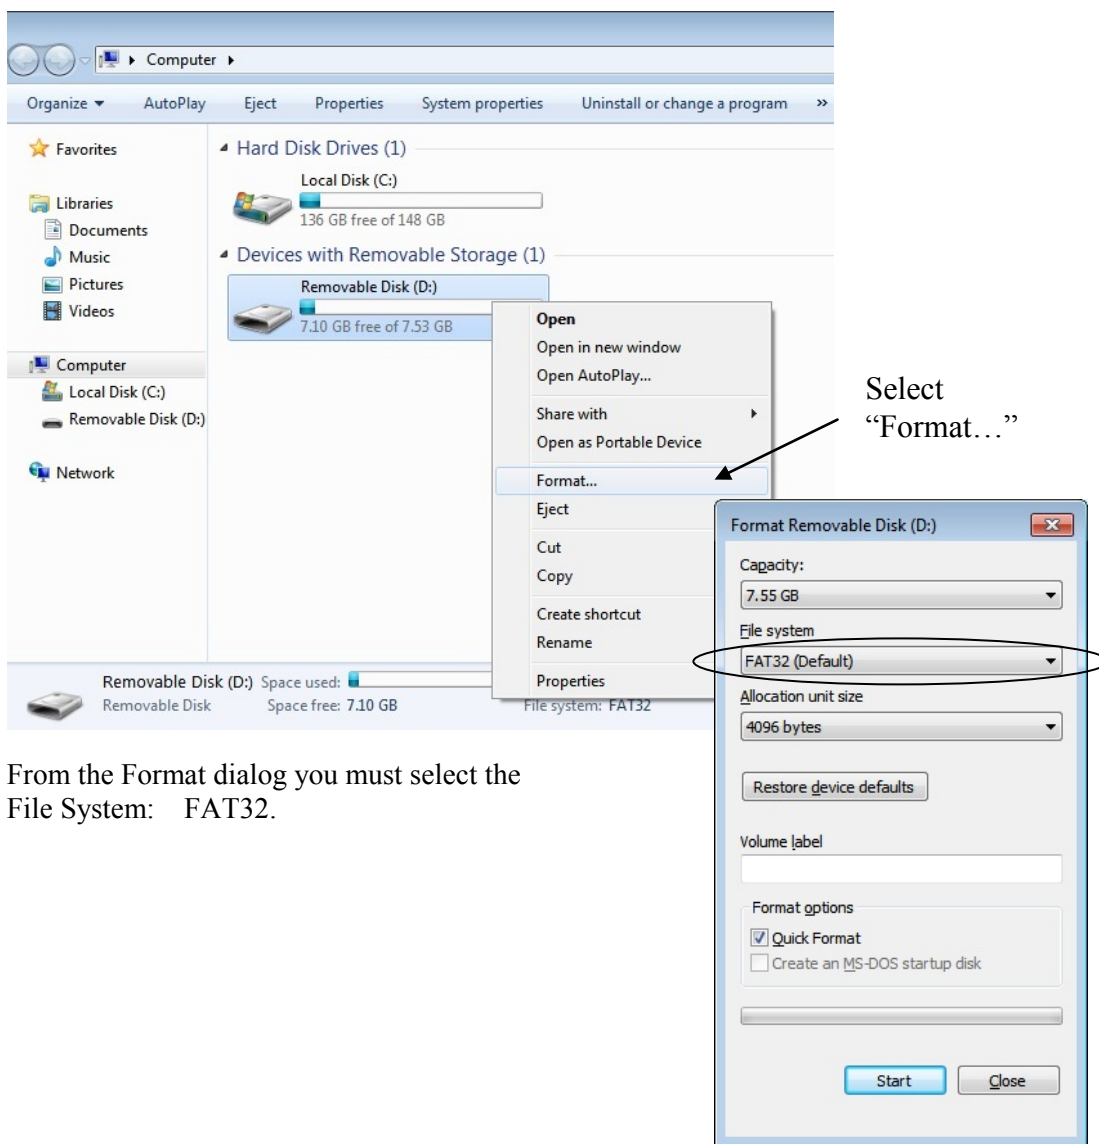 Computer
Organize AutoPlay Eject Properties System properties Uninstall or change a program »
Favorites
Libraries
Documents
Music
Pictures
Videos
Computer
Local Disk (C:)
Removable Disk (D:)
Network
Hard Disk Drives (1)
Local Disk (C:)
136 GB free of 148 GB
Devices with Removable Storage (1)
Removable Disk (D:)
7.10 GB free of 7.53 GB
Open
Open in new window
Open AutoPlay...
Share with
Open as Portable Device
Format...
Eject
Cut
Copy
Create shortcut
Rename
Properties
Select
“Format…”
Removable Disk (D:) Space used:
Removable Disk Space free: 7.10 GB File system: FAT32
Format Removable Disk (D:)
Capacity:
7.55 GB
File system
FAT32 (Default)
Allocation unit size
4096 bytes
Restore device defaults
Volume label
Format options
Quick Format
Create an MS-DOS startup disk
Start Close
From the Format dialog you must select the
File System: FAT32.